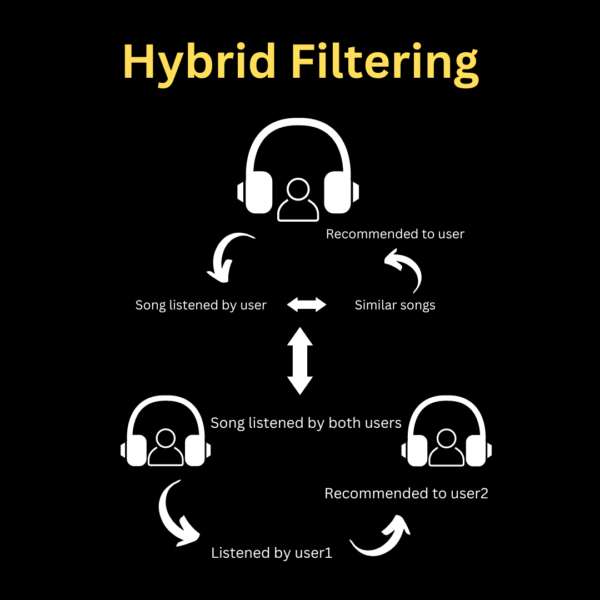 Hybrid Filtering
Recommended to user
Song listened by user
Similar songs
Song listened by both users
Recommended to user2
Listened by user1